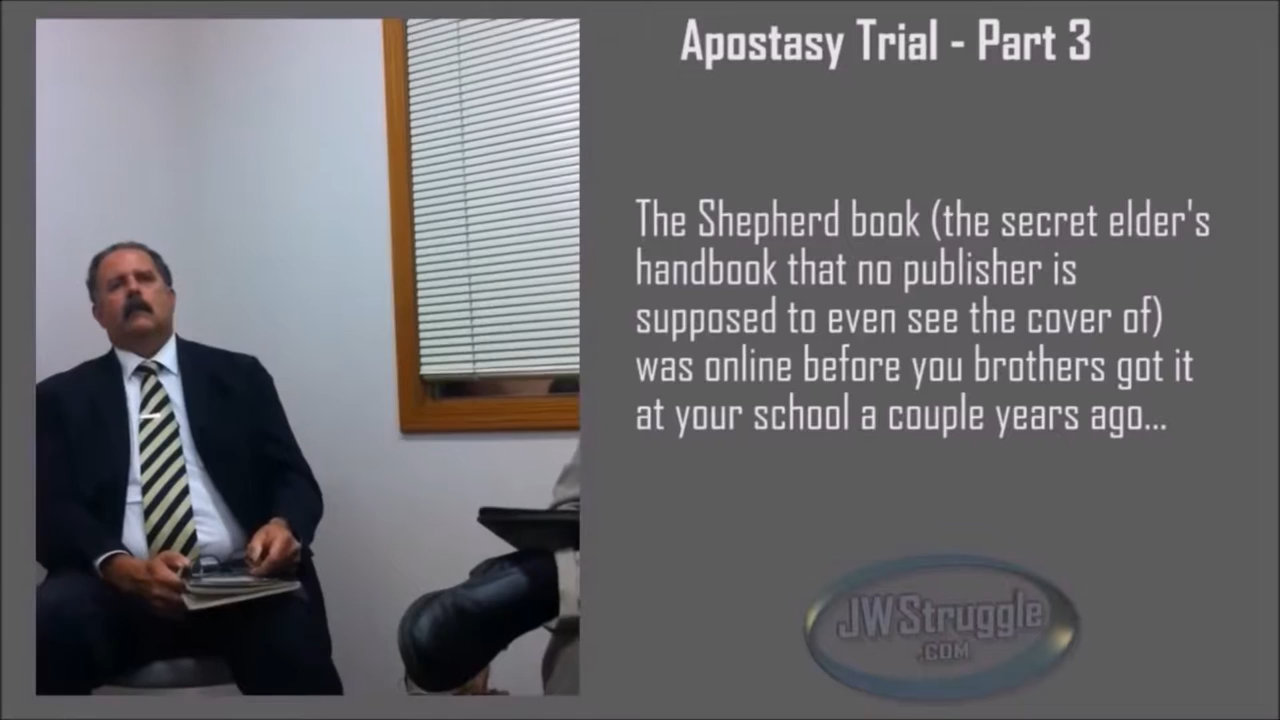 Apostasy Trial - Part 3
The Shepherd book (the secret elder's
handbook that no publisher is
supposed to even see the cover of)
was online before you brothers got it
at your school a couple years ago...
JWStruggle
.COM